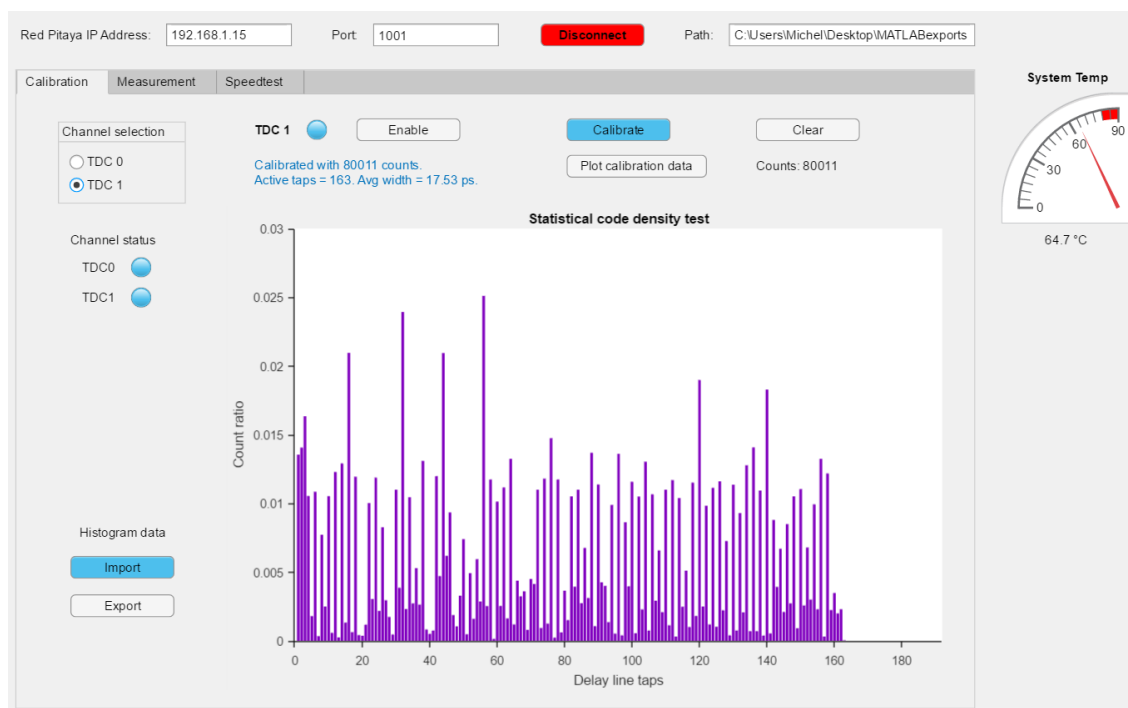 Red Pitaya IP Address: 192.168.1.15 Port 1001 Disconnect Path: C:\Users\Michel\Desktop\MATLABexports
Calibration Measurement Speedtest
System Temp
0 30 60 90
64.7 °C
Channel selection
TDC 0
TDC 1
TDC 1 Enable Calibrate Clear
Calibrated with 80011 counts.
Active taps = 163. Avg width = 17.53 ps.
Plot calibration data Counts: 80011
Channel status
TDC0
TDC1
Histogram data
Import
Export
Statistical code density test
Count ratio
0.03
0.025
0.02
0.015
0.01
0.005
0
0 20 40 60 80 100 120 140 160 180
Delay line taps